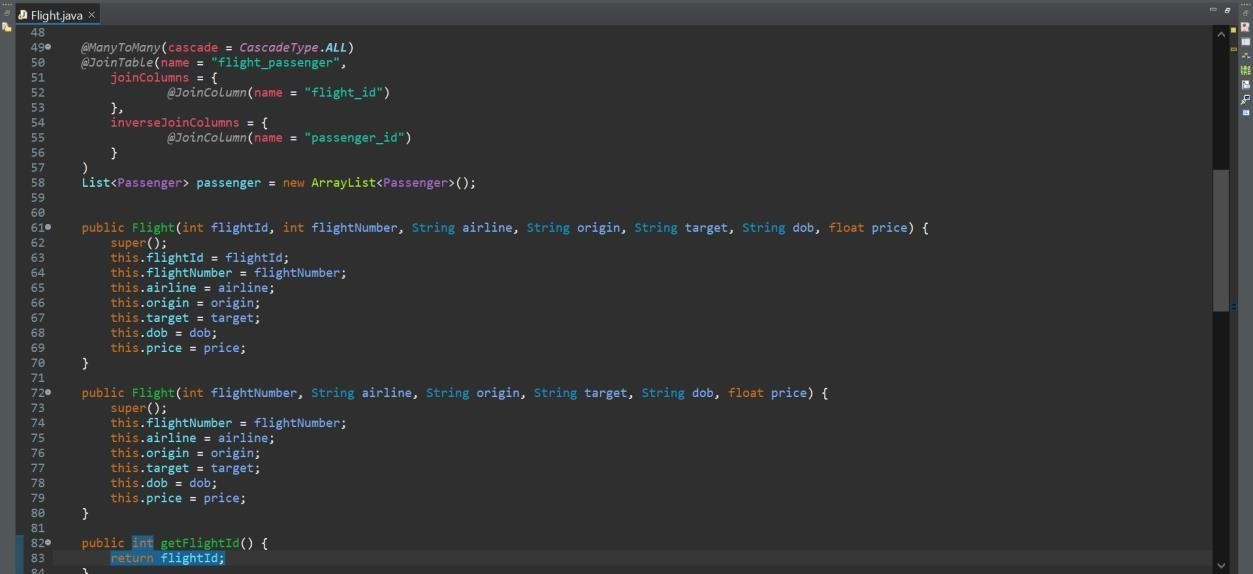 Flight.java
48
49 @ManyToMany(cascade = CascadeType.ALL)
50 @JoinTable(name = "flight_passenger",
51 joinColumns = {
52 @JoinColumn(name = "flight_id")
53 },
54 inverseJoinColumns = {
55 @JoinColumn(name = "passenger_id")
56 }
57 )
58 List<Passenger> passenger = new ArrayList<Passenger>();
59
60
61 public Flight(int flightId, int flightNumber, String airline, String origin, String target, String dob, float price) {
62 super();
63 this.flightId = flightId;
64 this.flightNumber = flightNumber;
65 this.airline = airline;
66 this.origin = origin;
67 this.target = target;
68 this.dob = dob;
69 this.price = price;
70 }
71
72 public Flight(int flightNumber, String airline, String origin, String target, String dob, float price) {
73 super();
74 this.flightNumber = flightNumber;
75 this.airline = airline;
76 this.origin = origin;
77 this.target = target;
78 this.dob = dob;
79 this.price = price;
80 }
81
82 public int getFlightId() {
83 return flightId;
84 }